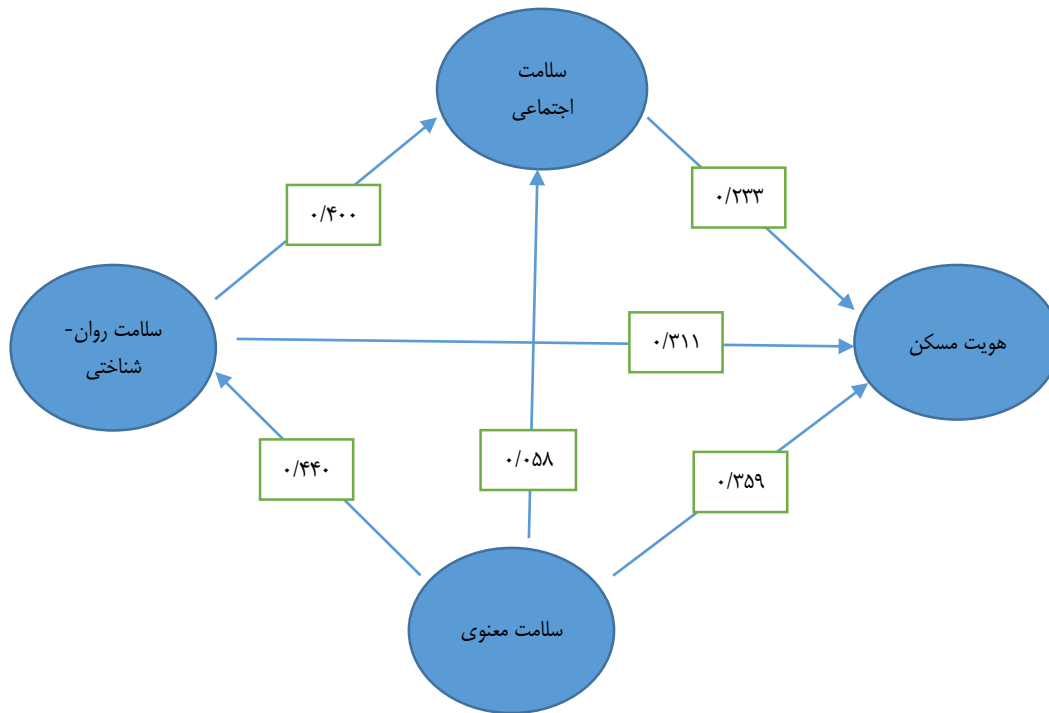 سلامت
اجتماعی
۰/۴۰۰
۰/۲۳۳
سلامت روان-
شناختی
۰/۳۱۱
هویت مسکن
۰/۴۴۰
۰/۰۵۸
۰/۳۵۹
سلامت معنوی